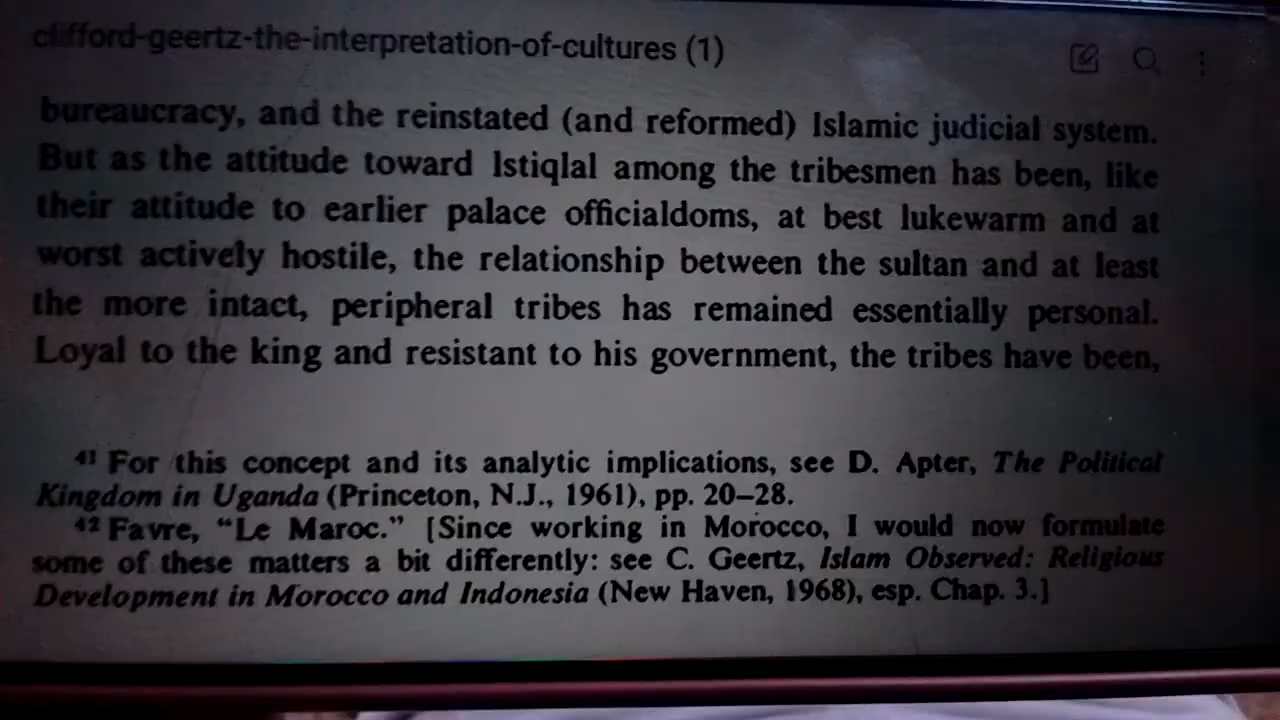 clifford-geertz-the-interpretation-of-cultures (1)
bureaucracy, and the reinstated (and reformed) Islamic judicial system.
But as the attitude toward Istiqlal among the tribesmen has been, like
their attitude to earlier palace officialdoms, at best lukewarm and at
worst actively hostile, the relationship between the sultan and at least
the more intact, peripheral tribes has remained essentially personal.
Loyal to the king and resistant to his government, the tribes have been,
41 For this concept and its analytic implications, see D. Apter, The Political
Kingdom in Uganda (Princeton, N.J., 1961), pp. 20–28.
42 Favre, “Le Maroc.” [Since working in Morocco, I would now formulate
some of these matters a bit differently: see C. Geertz, Islam Observed: Religious
Development in Morocco and Indonesia (New Haven, 1968), esp. Chap. 3.]